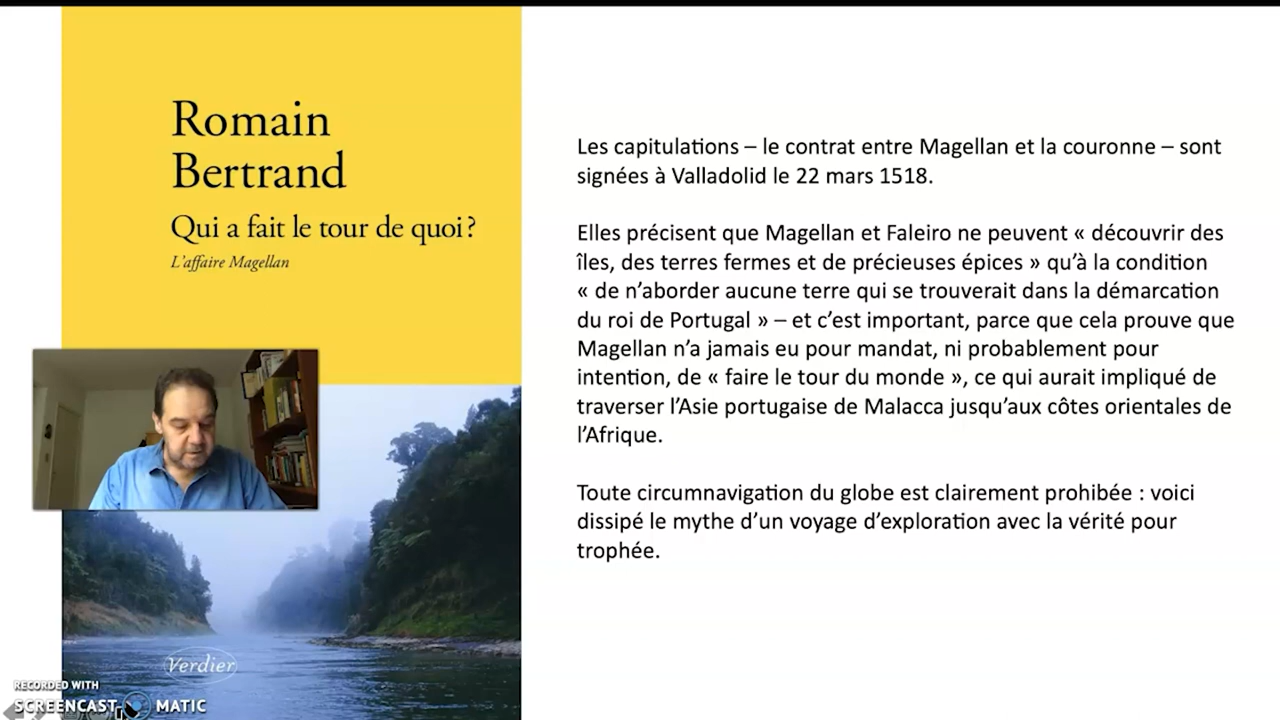 Romain
Bertrand
Qui a fait le tour de quoi ?
L'affaire Magellan
Verdier
RECORDED WITH
SCREENCAST MATIC
Les capitulations – le contrat entre Magellan et la couronne – sont
signées à Valladolid le 22 mars 1518.
Elles précisent que Magellan et Faleiro ne peuvent « découvrir des
îles, des terres fermes et de précieuses épices » qu'à la condition
« de n'aborder aucune terre qui se trouverait dans la démarcation
du roi de Portugal » – et c'est important, parce que cela prouve que
Magellan n'a jamais eu pour mandat, ni probablement pour
intention, de « faire le tour du monde », ce qui aurait impliqué de
traverser l'Asie portugaise de Malacca jusqu'aux côtes orientales de
l'Afrique.
Toute circumnavigation du globe est clairement prohibée : voici
dissipé le mythe d'un voyage d'exploration avec la vérité pour
trophée.